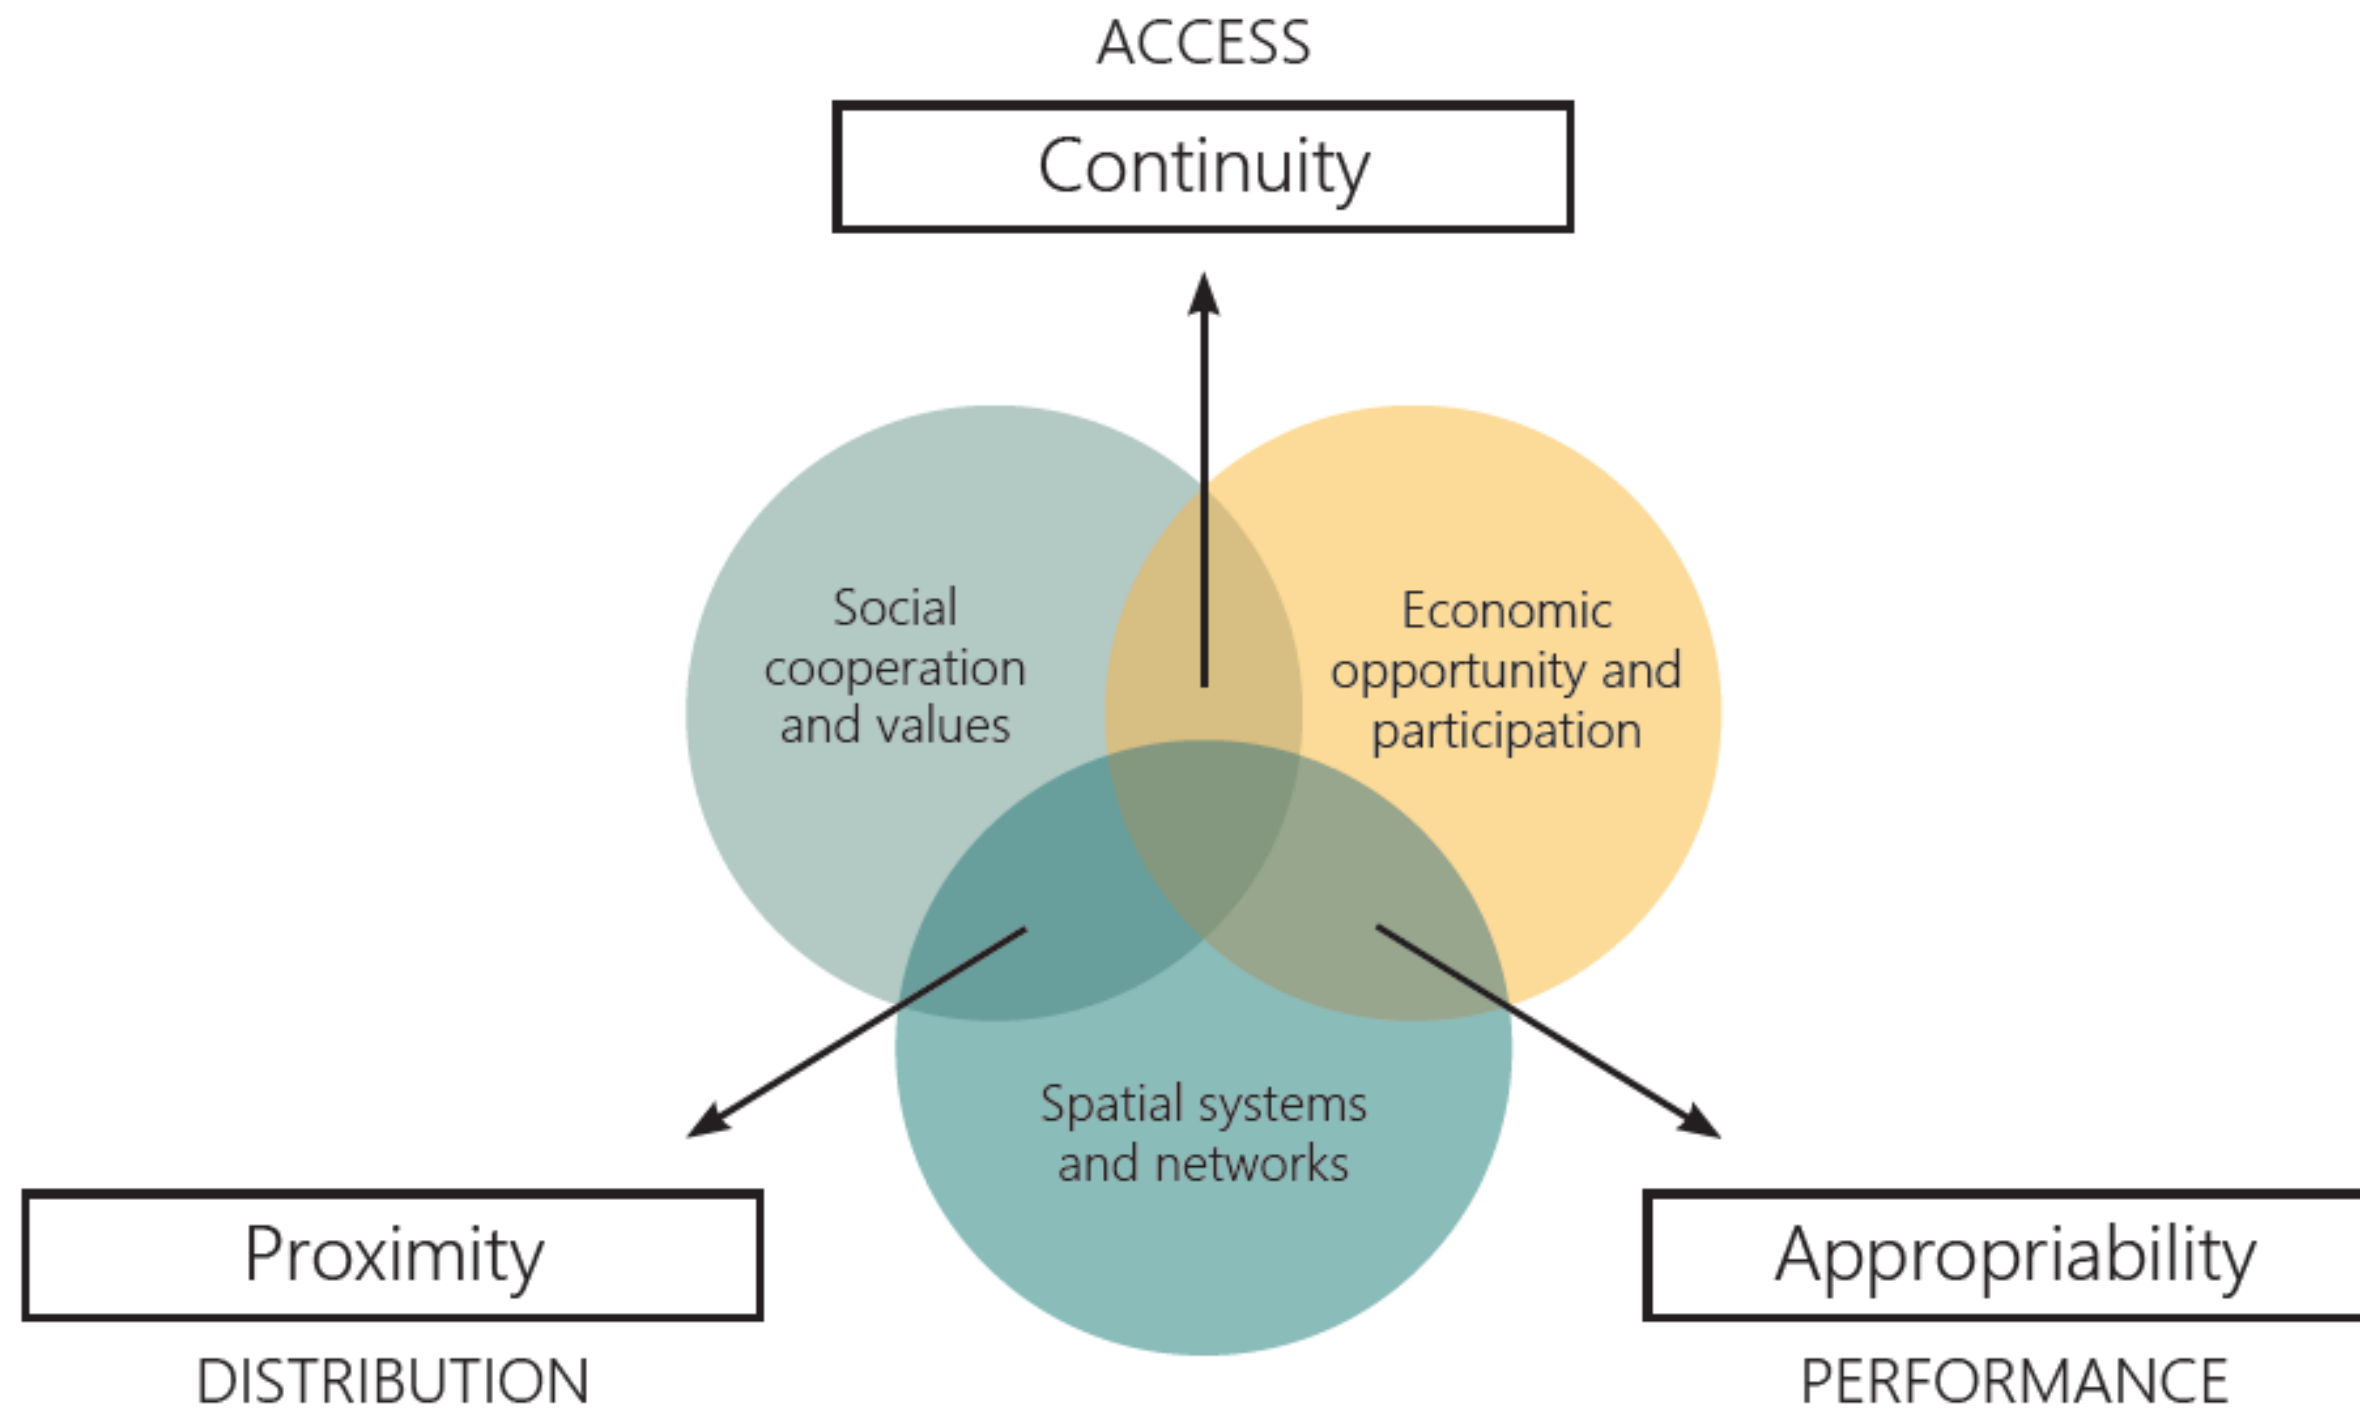 ACCESS
Continuity
Social
cooperation
and values
Economic
opportunity and
participation
Spatial systems
and networks
Proximity
DISTRIBUTION
Appropriability
PERFORMANCE